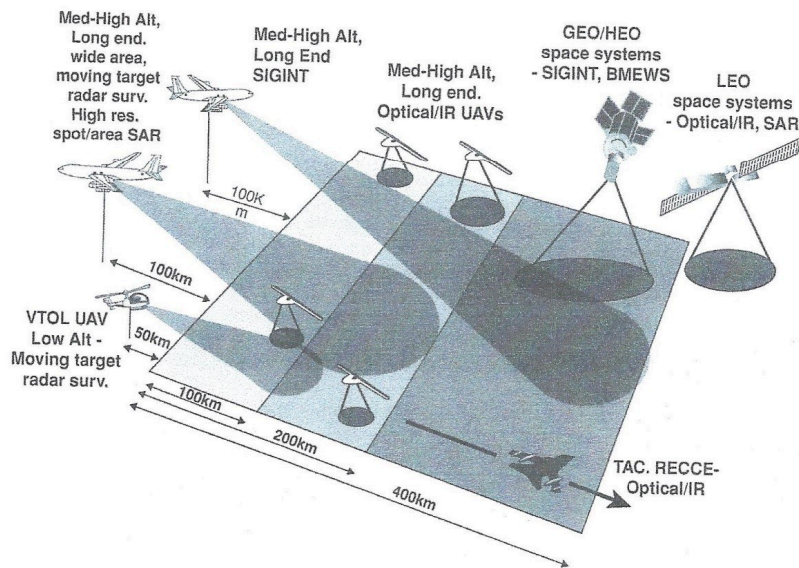 Med-High Alt,
Long end.
wide area,
moving target
radar surv.
High res.
spot/area SAR
Med-High Alt,
Long End
SIGINT
Med-High Alt,
Long end.
Optical/IR UAVs
GEO/HEO
space systems
- SIGINT, BMEWS
LEO
space systems
- Optical/IR, SAR
100K
m
100km
VTOL UAV
Low Alt -
Moving target
radar surv.
50km
100km
200km
400km
TAC. RECCE-
Optical/IR